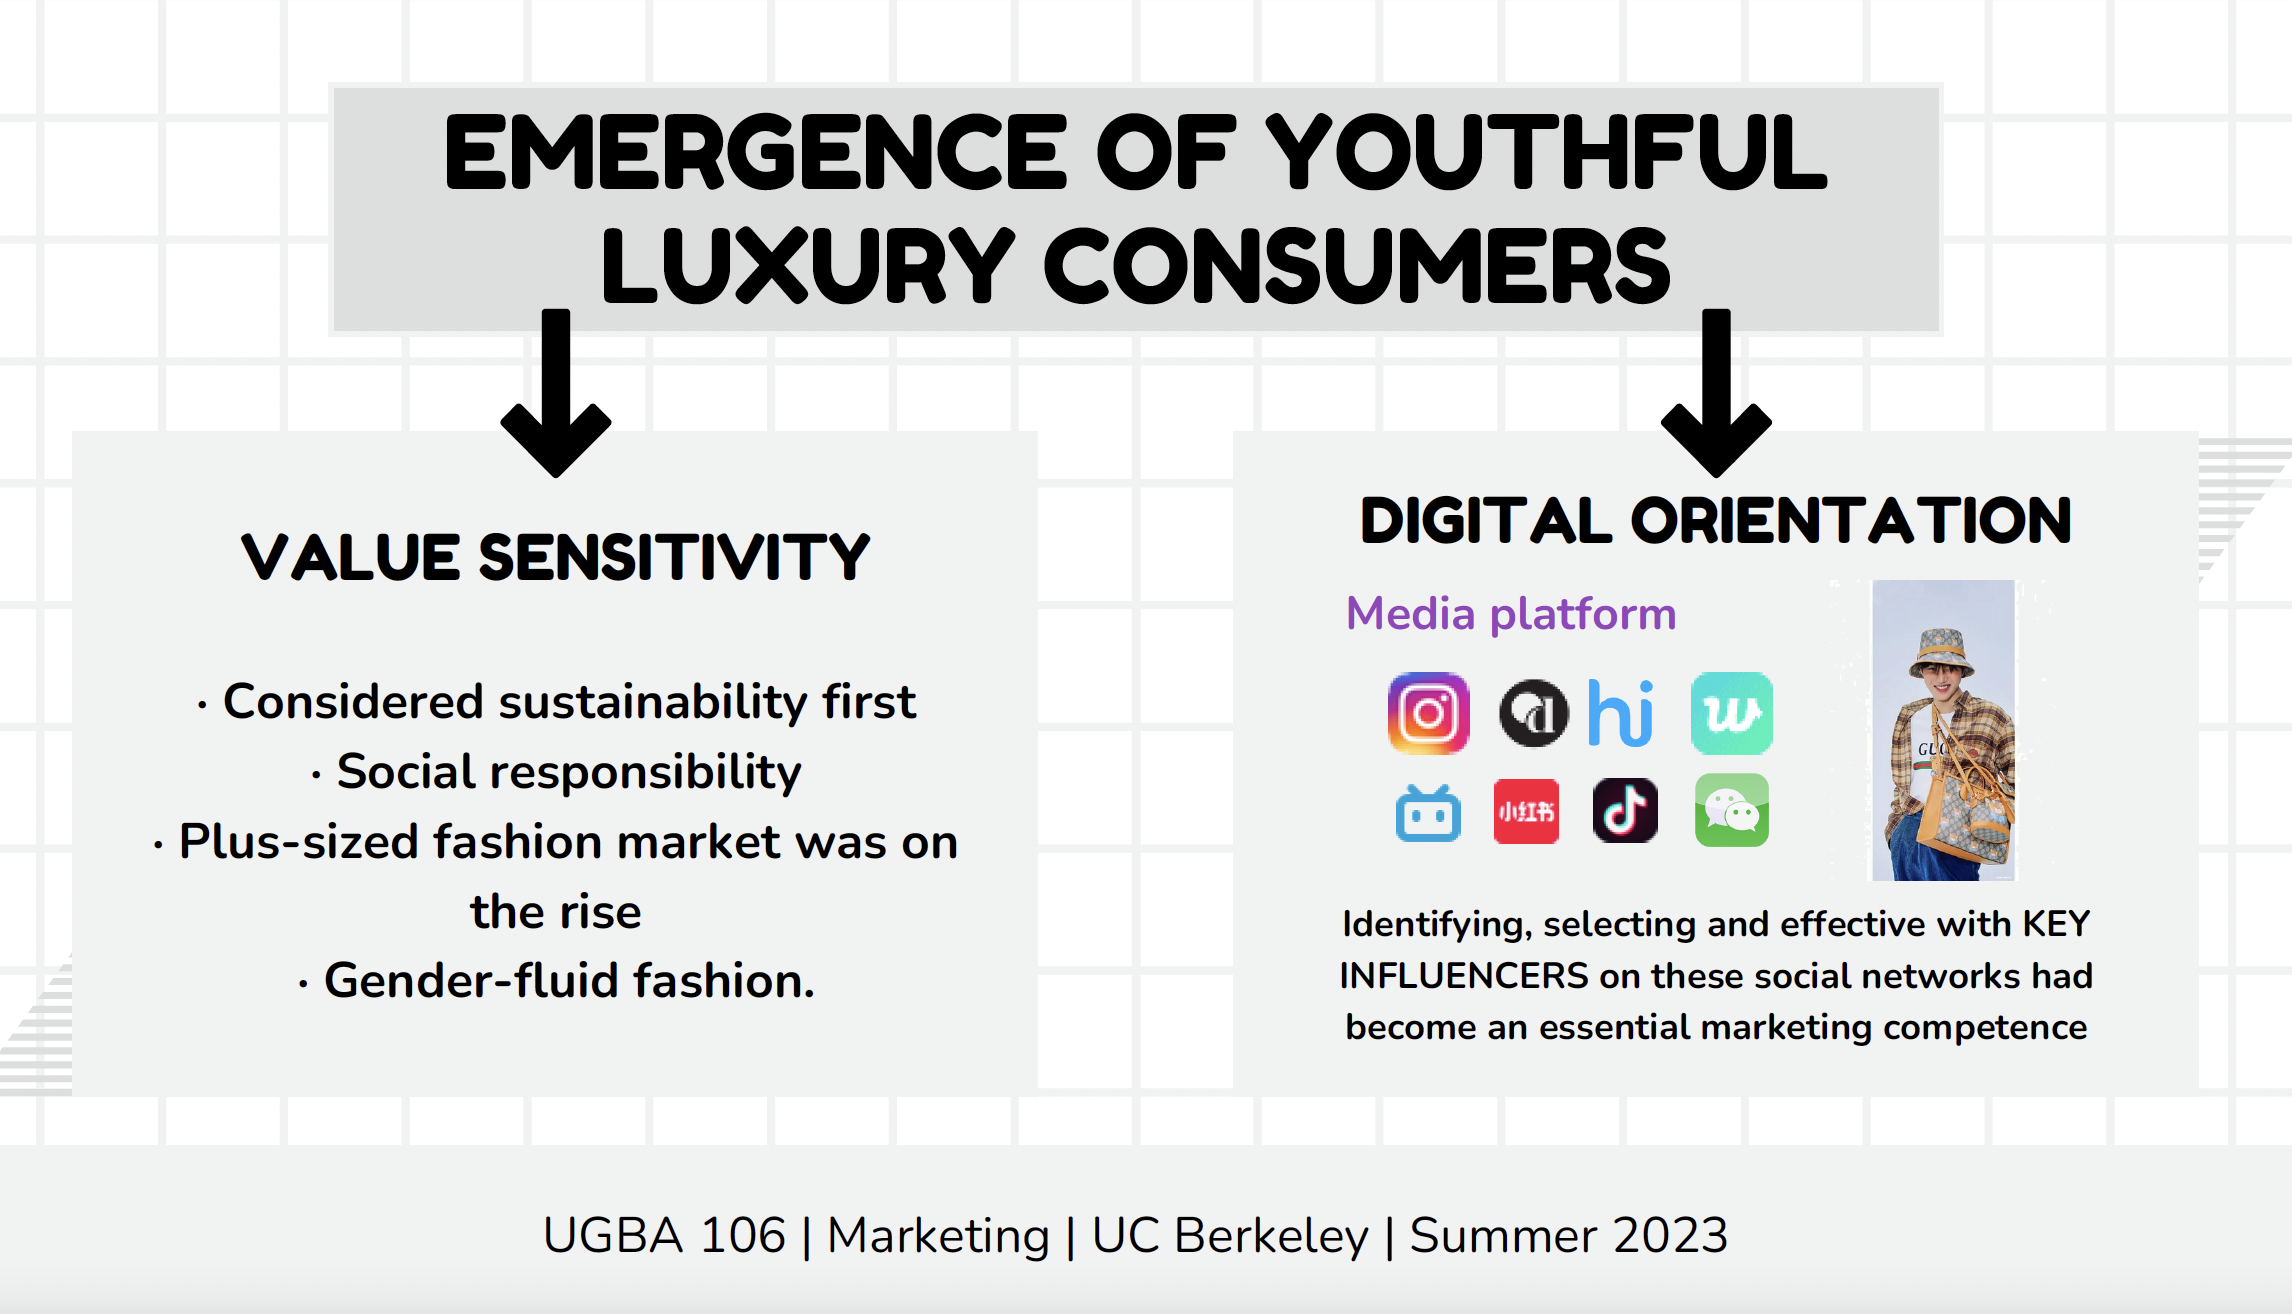 EMERGENCE OF YOUTHFUL
LUXURY CONSUMERS
VALUE SENSITIVITY
· Considered sustainability first
· Social responsibility
· Plus-sized fashion market was on
the rise
· Gender-fluid fashion.
DIGITAL ORIENTATION
Media platform
hi
w
小红书
GUC
Identifying, selecting and effective with KEY
INFLUENCERS on these social networks had
become an essential marketing competence
UGBA 106 | Marketing | UC Berkeley | Summer 2023